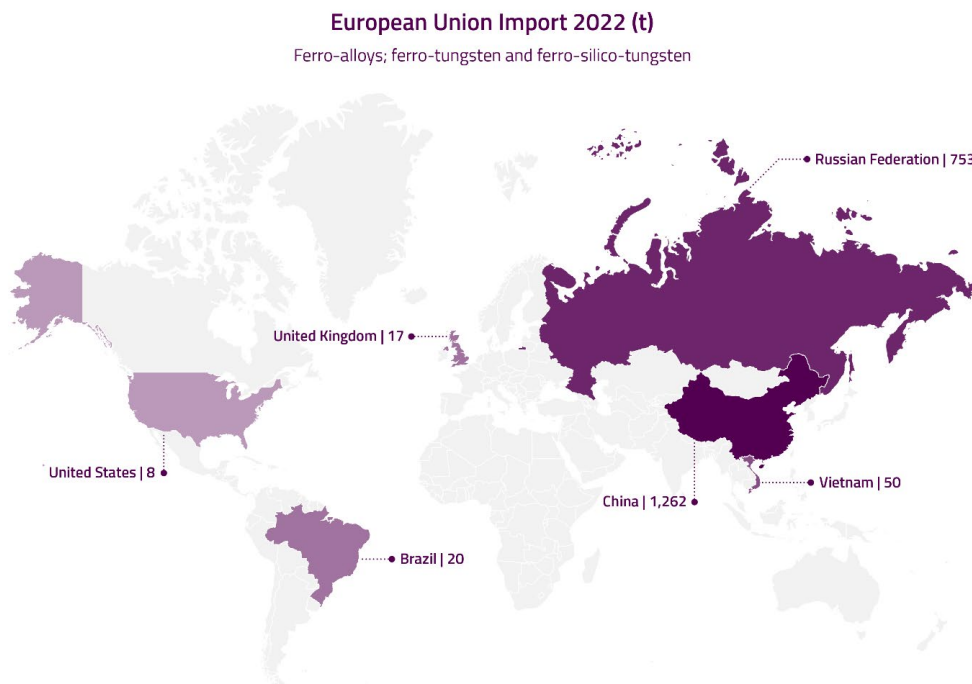 European Union Import 2022 (t)
Ferro-alloys; ferro-tungsten and ferro-silico-tungsten
Russian Federation | 753
United Kingdom | 17
United States | 8
China | 1,262
Vietnam | 50
Brazil | 20